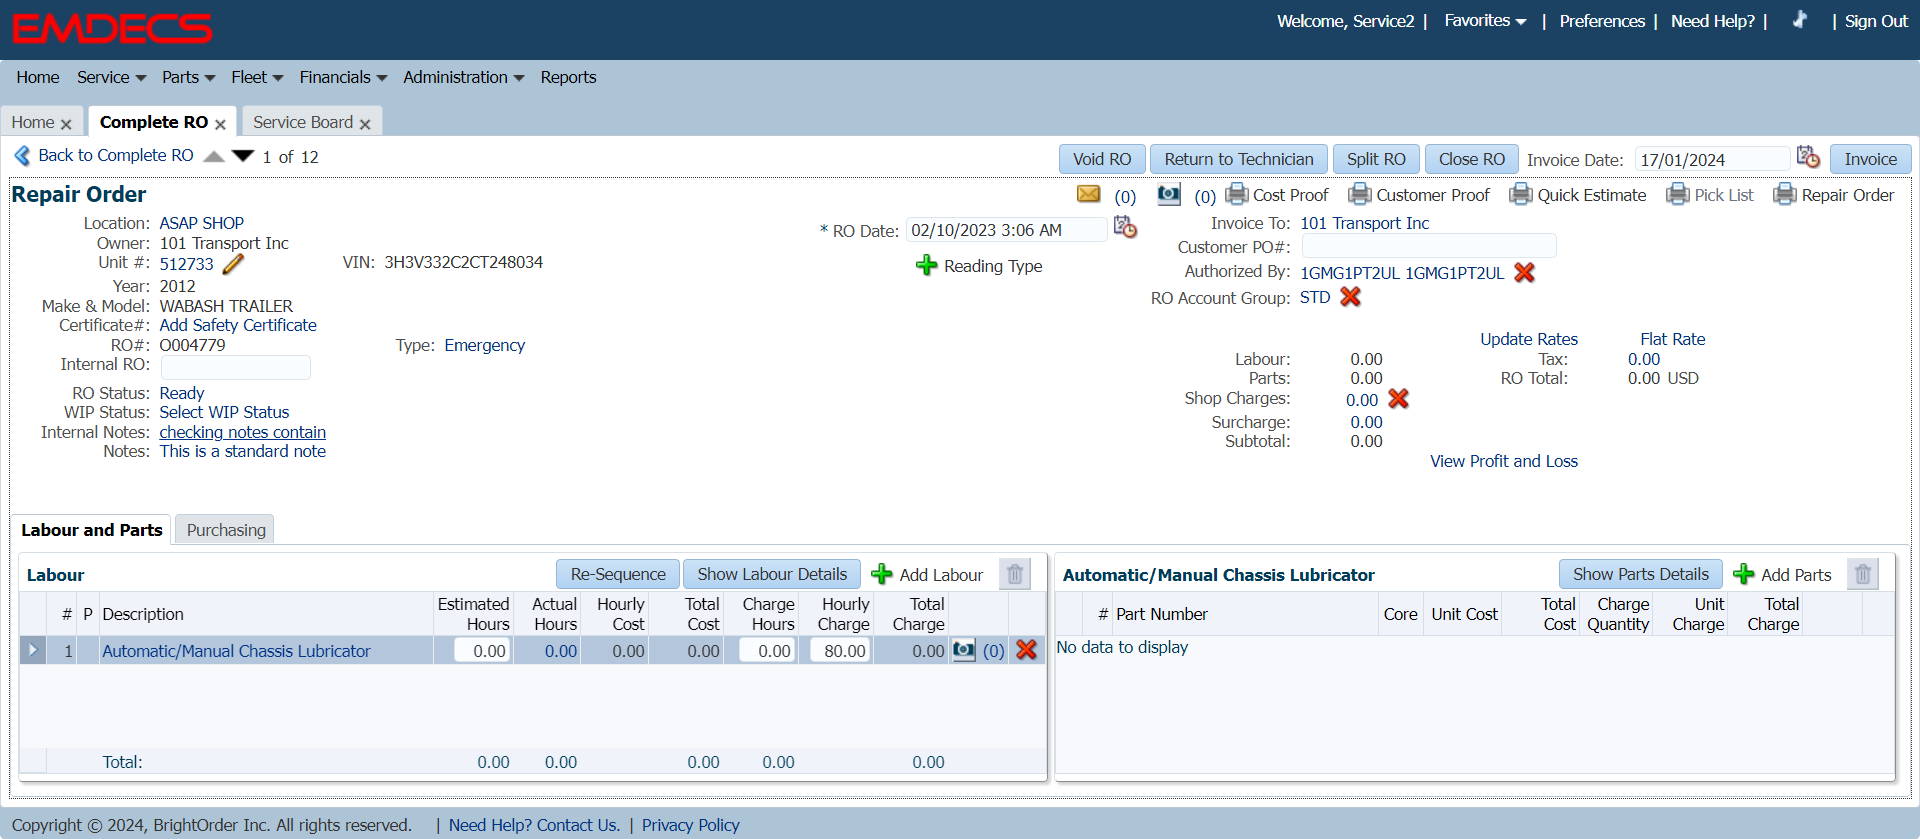 EMDECS
Welcome, Service2 | Favorites | Preferences | Need Help? | | Sign Out
Home Service Parts Fleet Financials Administration Reports
Home Complete RO Service Board
Back to Complete RO 1 of 12 Void RO Return to Technician Split RO Close RO Invoice Date: 17/01/2024 Invoice
Repair Order (0) (0) Cost Proof Customer Proof Quick Estimate Pick List Repair Order
Location: ASAP SHOP
Owner: 101 Transport Inc
Unit #: 512733 VIN: 3H3V332C2CT248034
Year: 2012
Make & Model: WABASH TRAILER
Certificate#: Add Safety Certificate
RO#: O004779 Type: Emergency
Internal RO:
RO Status: Ready
WIP Status: Select WIP Status
Internal Notes: checking notes contain
Notes: This is a standard note
* RO Date: 02/10/2023 3:06 AM
Reading Type
Invoice To: 101 Transport Inc
Customer PO#:
Authorized By: 1GMG1PT2UL 1GMG1PT2UL
RO Account Group: STD
Update Rates Flat Rate
Labour: 0.00 Tax: 0.00
Parts: 0.00 RO Total: 0.00 USD
Shop Charges: 0.00
Surcharge: 0.00
Subtotal: 0.00
View Profit and Loss
Labour and Parts Purchasing
Labour Re-Sequence Show Labour Details Add Labour
# P Description Estimated Hours Actual Hours Hourly Cost Total Cost Charge Hours Hourly Charge Total Charge
1 Automatic/Manual Chassis Lubricator 0.00 0.00 0.00 0.00 0.00 80.00 0.00 (0)
Total: 0.00 0.00 0.00 0.00 0.00
Automatic/Manual Chassis Lubricator Show Parts Details Add Parts
# Part Number Core Unit Cost Total Cost Charge Quantity Unit Charge Total Charge
No data to display
Copyright © 2024, BrightOrder Inc. All rights reserved. | Need Help? Contact Us. | Privacy Policy